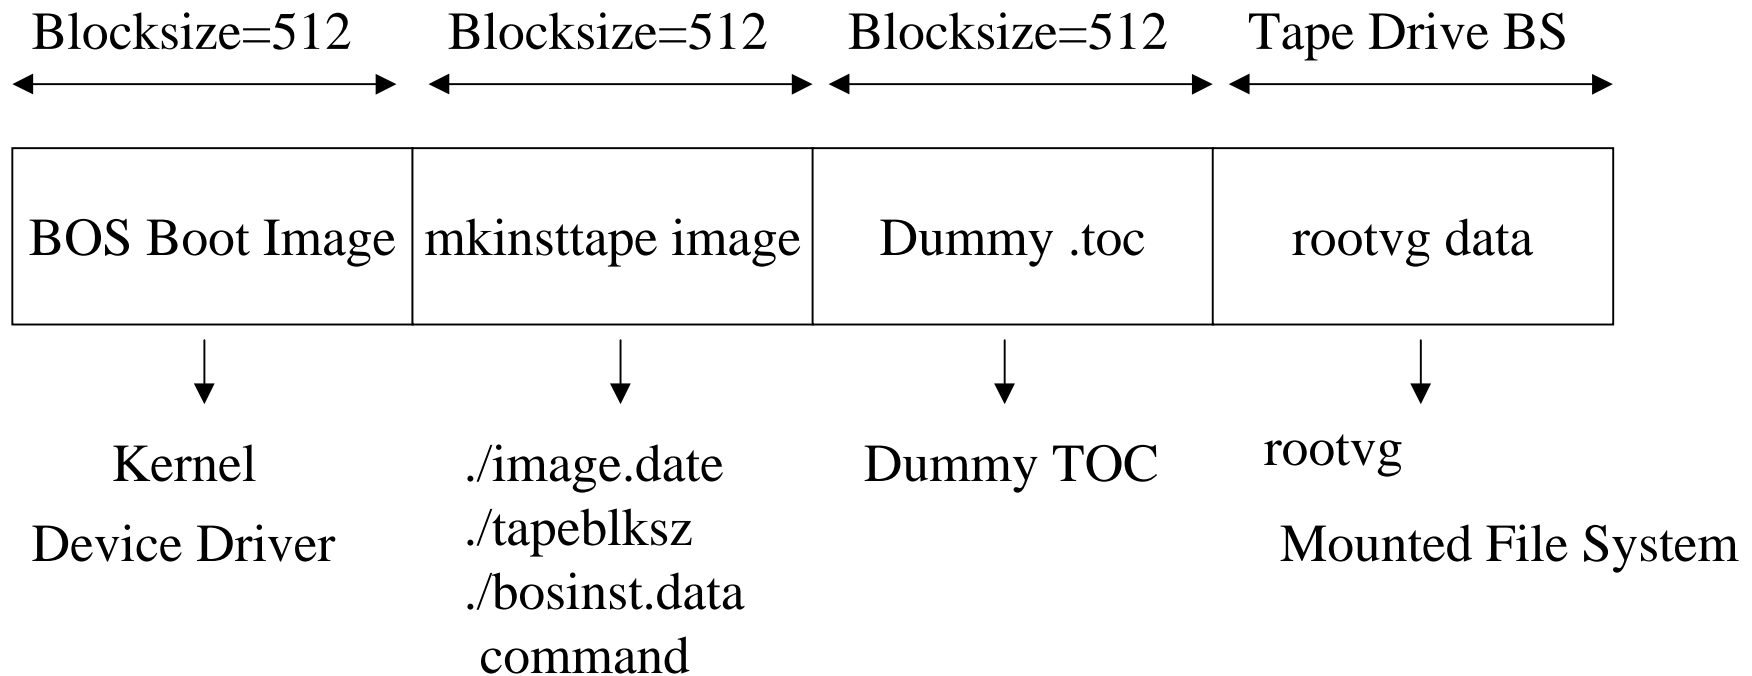 Blocksize=512
Blocksize=512
Blocksize=512
Tape Drive BS
BOS Boot Image
mkinsttape image
Dummy .toc
rootvg data
Kernel
Device Driver
./image.date
./tapeblksz
./bosinst.data
command
Dummy TOC
rootvg
Mounted File System